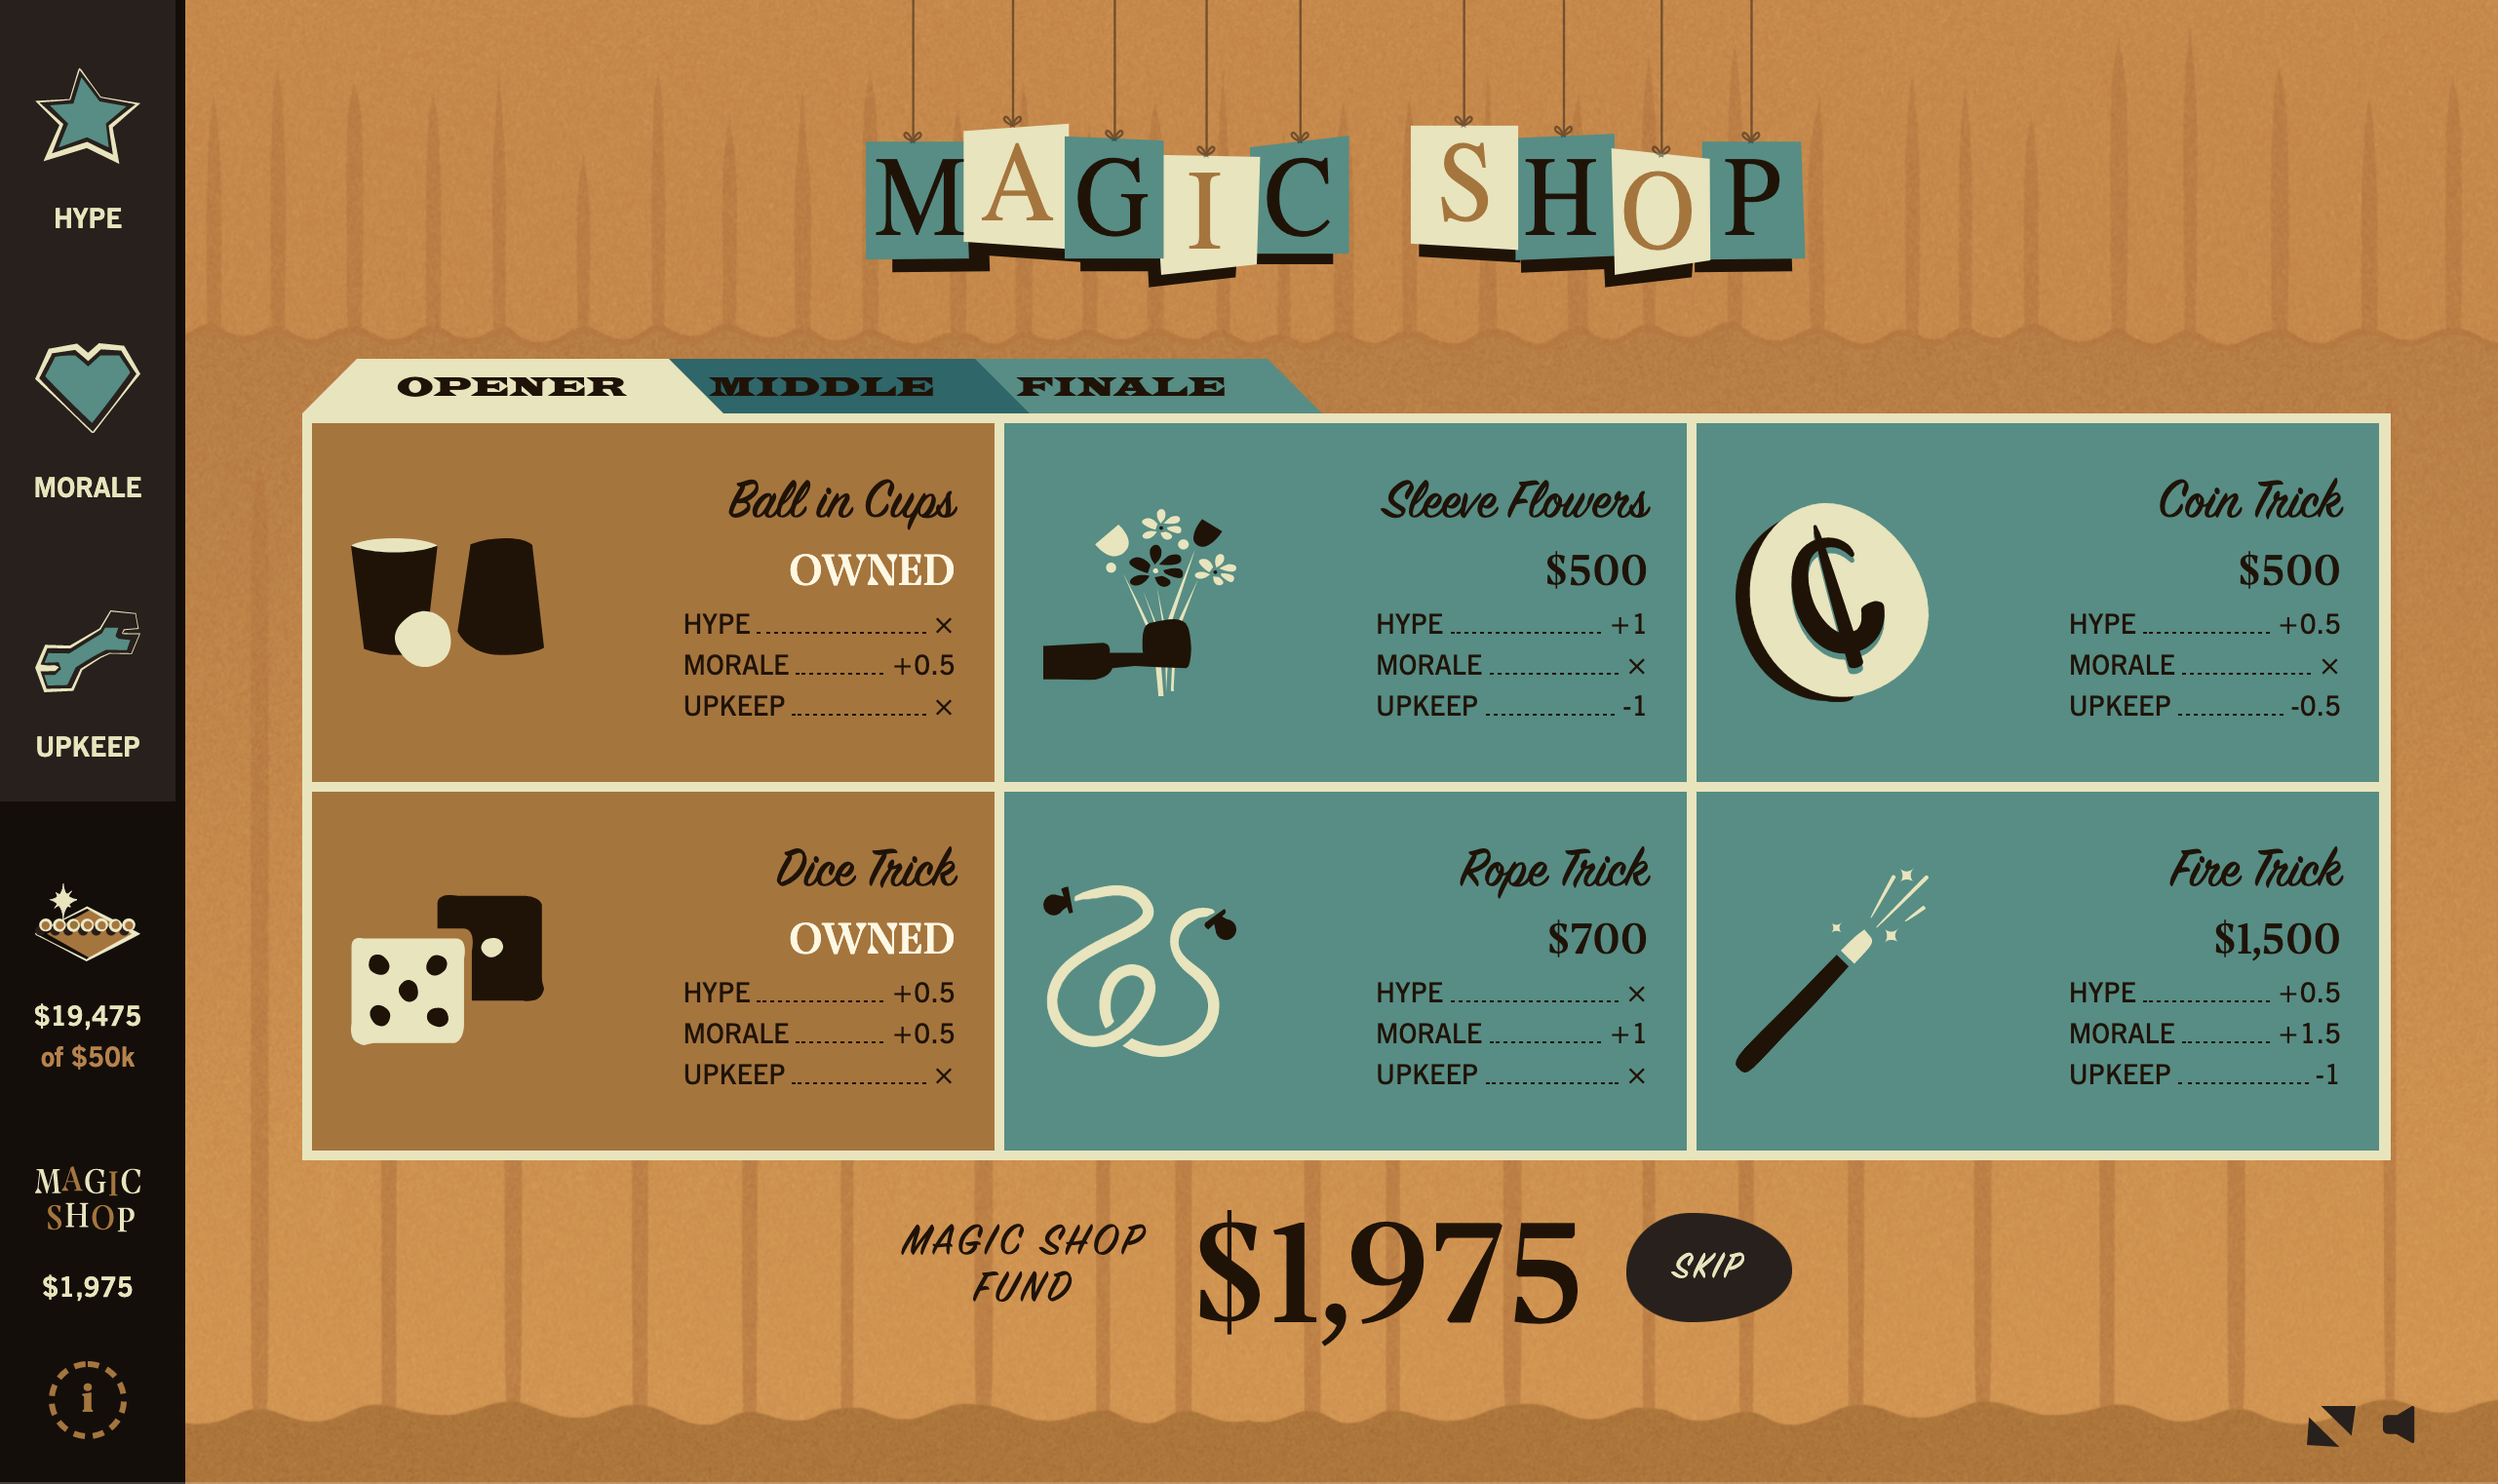 HYPE
MORALE
UPKEEP
$19,475
of $50k
MAGIC
SHOP
$1,975
i
MAGIC SHOP
OPENER MIDDLE FINALE
Ball in Cups
OWNED
HYPE ×
MORALE +0.5
UPKEEP ×
Sleeve Flowers
$500
HYPE +1
MORALE ×
UPKEEP -1
Coin Trick
$500
HYPE +0.5
MORALE ×
UPKEEP -0.5
Dice Trick
OWNED
HYPE +0.5
MORALE +0.5
UPKEEP ×
Rope Trick
$700
HYPE ×
MORALE +1
UPKEEP ×
Fire Trick
$1,500
HYPE +0.5
MORALE +1.5
UPKEEP -1
MAGIC SHOP
FUND
$1,975
SKIP